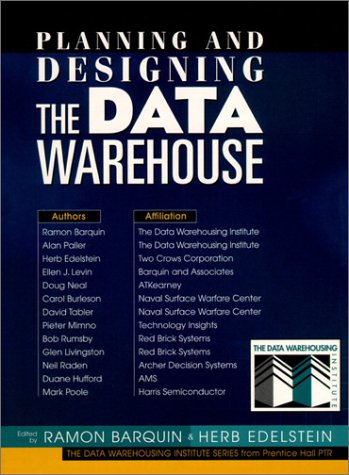 PLANNING AND
DESIGNING
THE DATA
WAREHOUSE
Authors Affiliation
Ramon Barquin The Data Warehousing Institute
Alan Paller The Data Warehousing Institute
Herb Edelstein Two Crows Corporation
Ellen J. Levin Barquin and Associates
Doug Neal ATKearney
Carol Burleson Naval Surface Warfare Center
David Tabler Naval Surface Warfare Center
Pieter Mimno Technology Insights
Bob Rumsby Red Brick Systems
Glen Livingston Red Brick Systems
Neil Raden Archer Decision Systems
Duane Hufford AMS
Mark Poole Harris Semiconductor
THE DATA WAREHOUSING
INSTITUTE
Edited by RAMON BARQUIN & HERB EDELSTEIN
THE DATA WAREHOUSING INSTITUTE SERIES from Prentice Hall PTR